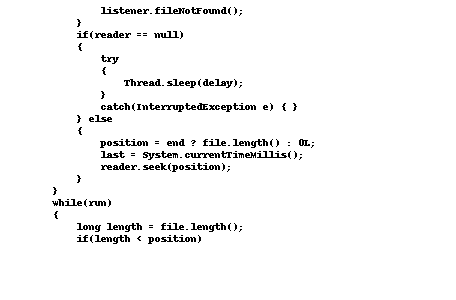 listener.fileNotFound();
}
if(reader == null)
{
try
{
Thread.sleep(delay);
}
catch(InterruptedException e) { }
} else
{
position = end ? file.length() : 0L;
last = System.currentTimeMillis();
reader.seek(position);
}
}
while(run)
{
long length = file.length();
if(length < position)